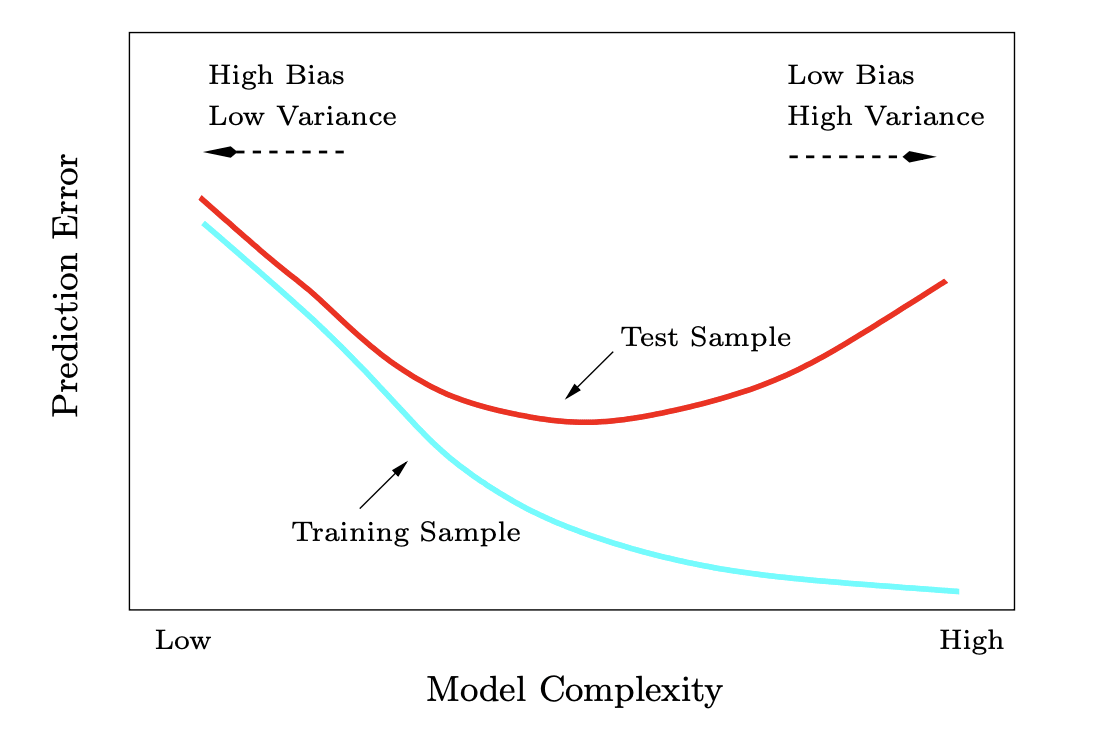 High Bias
Low Variance
Low Bias
High Variance
Prediction Error
Test Sample
Training Sample
Low
High
Model Complexity